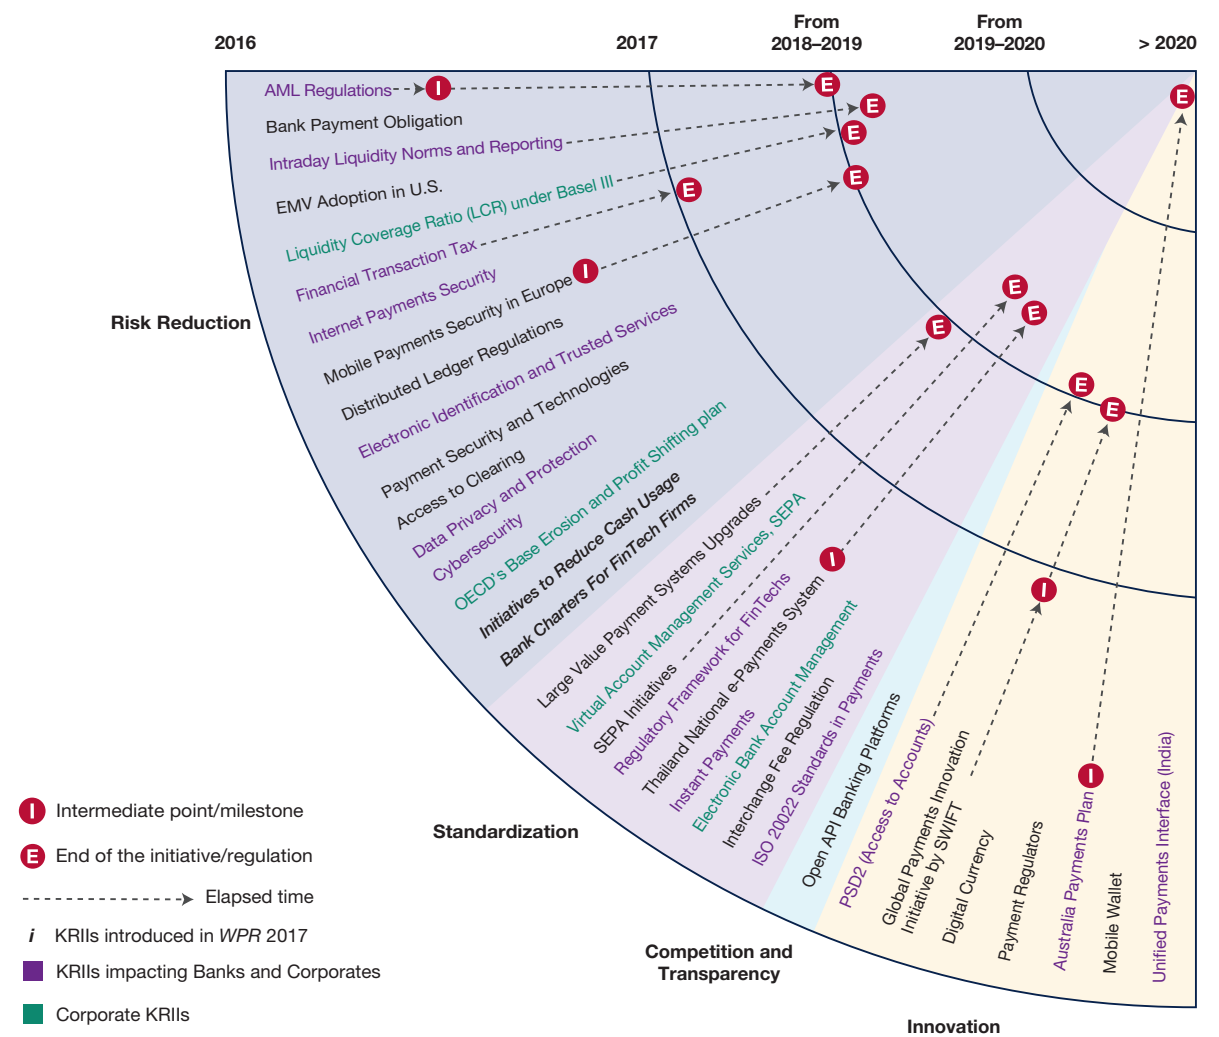 2016
2017
From
2018–2019
From
2019–2020
> 2020
AML Regulations
I
E
E
Bank Payment Obligation
E
Intraday Liquidity Norms and Reporting
E
EMV Adoption in U.S.
E
Liquidity Coverage Ratio (LCR) under Basel III
E
Financial Transaction Tax
Internet Payments Security
I
Mobile Payments Security in Europe
Distributed Ledger Regulations
Electronic Identification and Trusted Services
Payment Security and Technologies
Access to Clearing
Data Privacy and Protection
Cybersecurity
OECD's Base Erosion and Profit Shifting plan
Initiatives to Reduce Cash Usage
Bank Charters For FinTech Firms
Risk Reduction
E
E
E
Large Value Payment Systems Upgrades
Virtual Account Management Services, SEPA
SEPA Initiatives
Regulatory Framework for FinTechs
I
Thailand National e-Payments System
Instant Payments
Electronic Bank Account Management
Interchange Fee Regulation
ISO 20022 Standards in Payments
Standardization
Open API Banking Platforms
Competition and
Transparency
E
E
I
PSD2 (Access to Accounts)
Global Payments Innovation
Initiative by SWIFT
Digital Currency
Payment Regulators
I
Australia Payments Plan
Mobile Wallet
Unified Payments Interface (India)
Innovation
I Intermediate point/milestone
E End of the initiative/regulation
Elapsed time
i KRIIs introduced in WPR 2017
KRIIs impacting Banks and Corporates
Corporate KRIIs